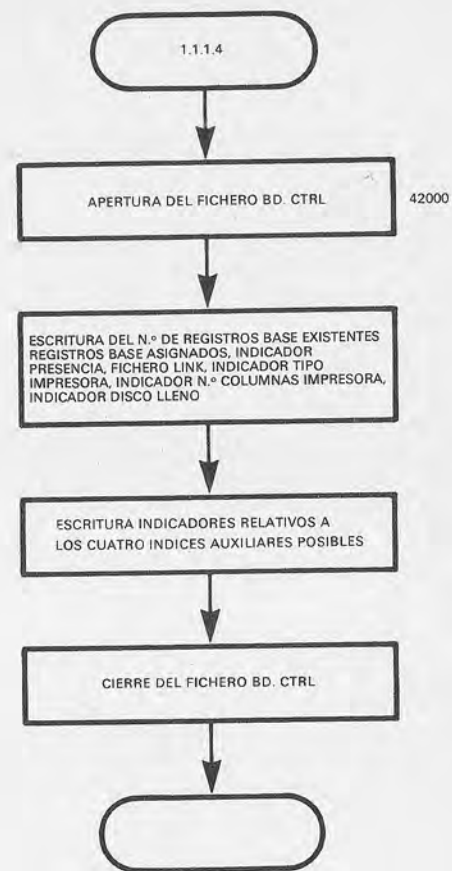 1.1.1.4
APERTURA DEL FICHERO BD. CTRL
42000
ESCRITURA DEL N.º DE REGISTROS BASE EXISTENTES
REGISTROS BASE ASIGNADOS, INDICADOR
PRESENCIA, FICHERO LINK, INDICADOR TIPO
IMPRESORA, INDICADOR N.º COLUMNAS IMPRESORA,
INDICADOR DISCO LLENO
ESCRITURA INDICADORES RELATIVOS A
LOS CUATRO INDICES AUXILIARES POSIBLES
CIERRE DEL FICHERO BD. CTRL